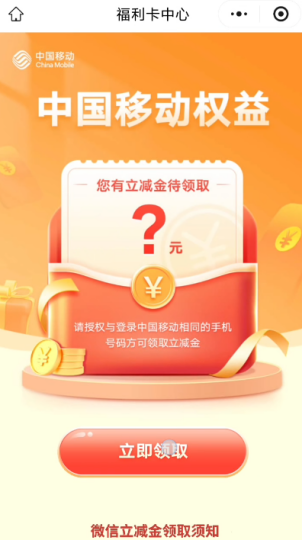 福利卡中心
中国移动
China Mobile
中国移动权益
您有立减金待领取
?元
¥
请授权与登录中国移动相同的手机
号码方可领取立减金
立即领取
微信立减金领取须知